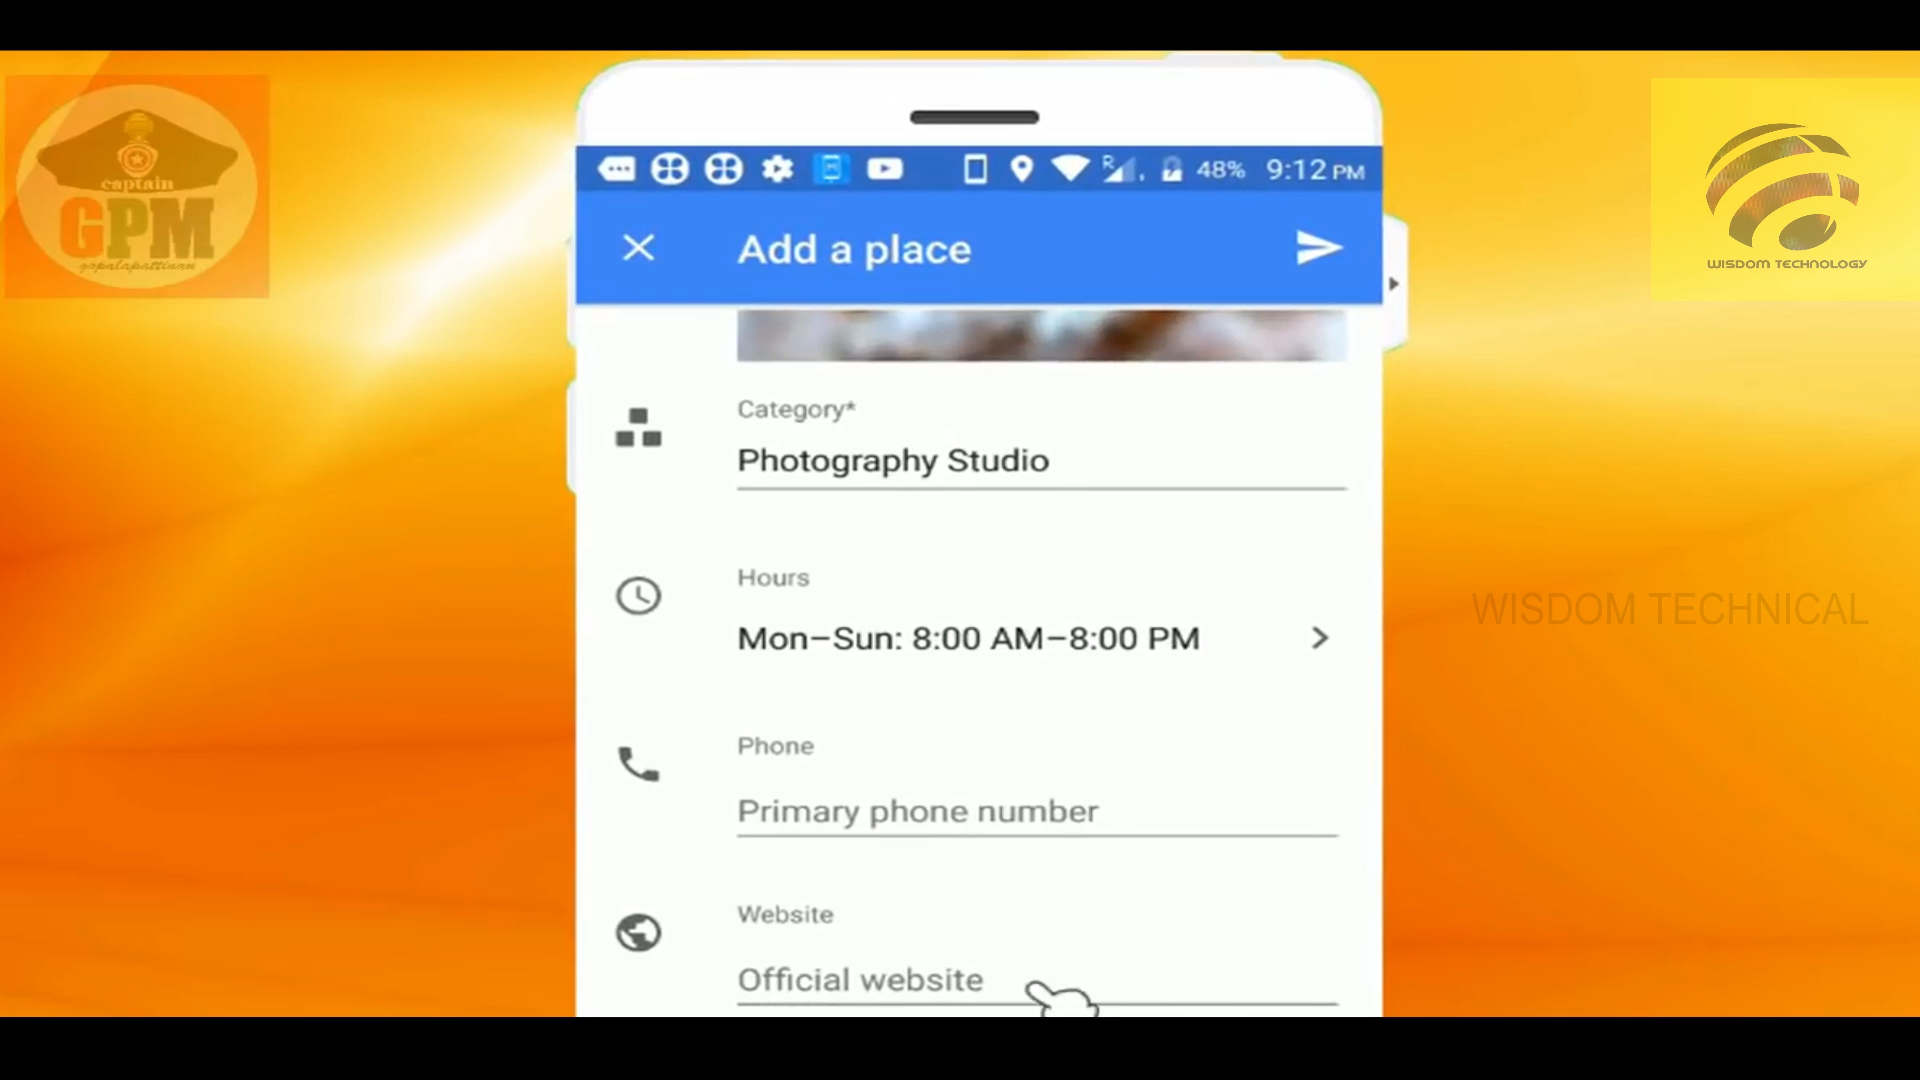 captain
GPM
gopalapattinam
WISDOM TECHNOLOGY
48% 9:12 PM
Add a place
Category*
Photography Studio
Hours
Mon–Sun: 8:00 AM–8:00 PM
WISDOM TECHNICAL
Phone
Primary phone number
Website
Official website